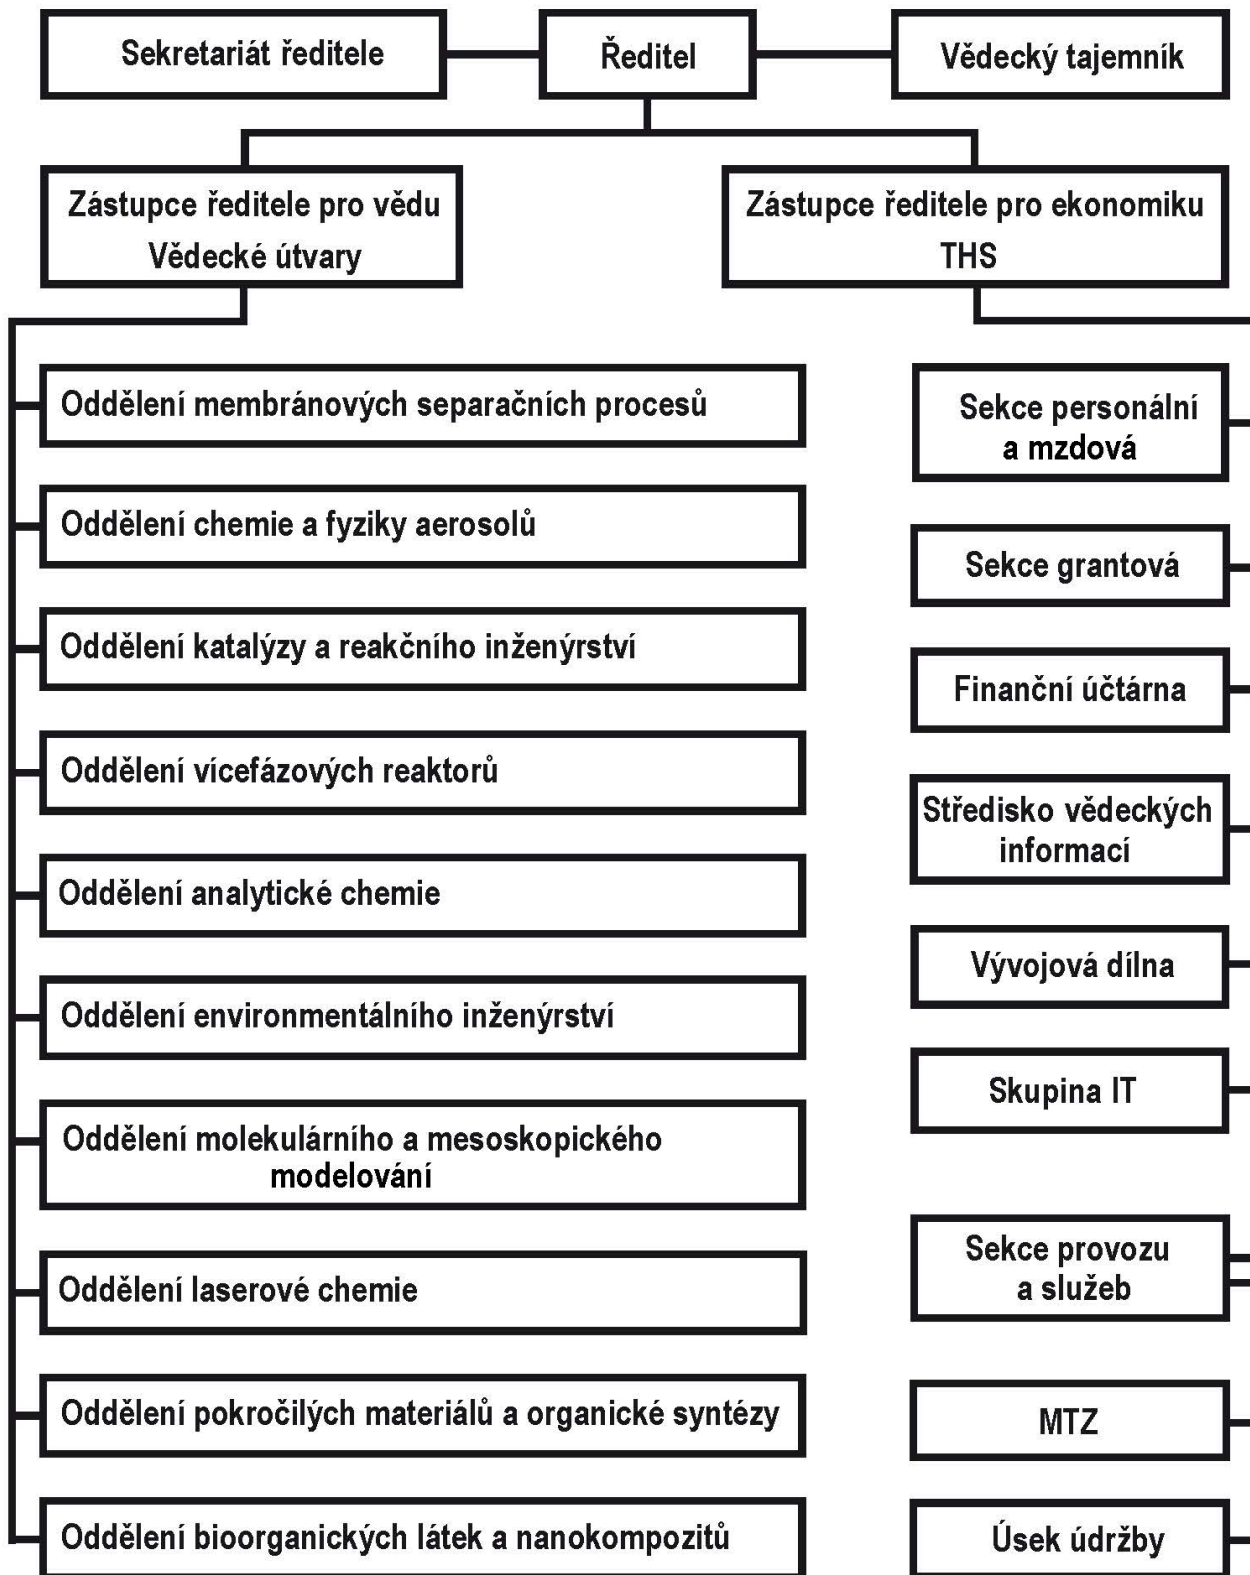 Sekretariát ředitele
Ředitel
Vědecký tajemník
Zástupce ředitele pro vědu
Vědecké útvary
Zástupce ředitele pro ekonomiku
THS
Oddělení membránových separačních procesů
Oddělení chemie a fyziky aerosolů
Oddělení katalýzy a reakčního inženýrství
Oddělení vícefázových reaktorů
Oddělení analytické chemie
Oddělení environmentálního inženýrství
Oddělení molekulárního a mesoskopického
modelování
Oddělení laserové chemie
Oddělení pokročilých materiálů a organické syntézy
Oddělení bioorganických látek a nanokompozitů
Sekce personální
a mzdová
Sekce grantová
Finanční účtárna
Středisko vědeckých
informací
Vývojová dílna
Skupina IT
Sekce provozu
a služeb
MTZ
Úsek údržby